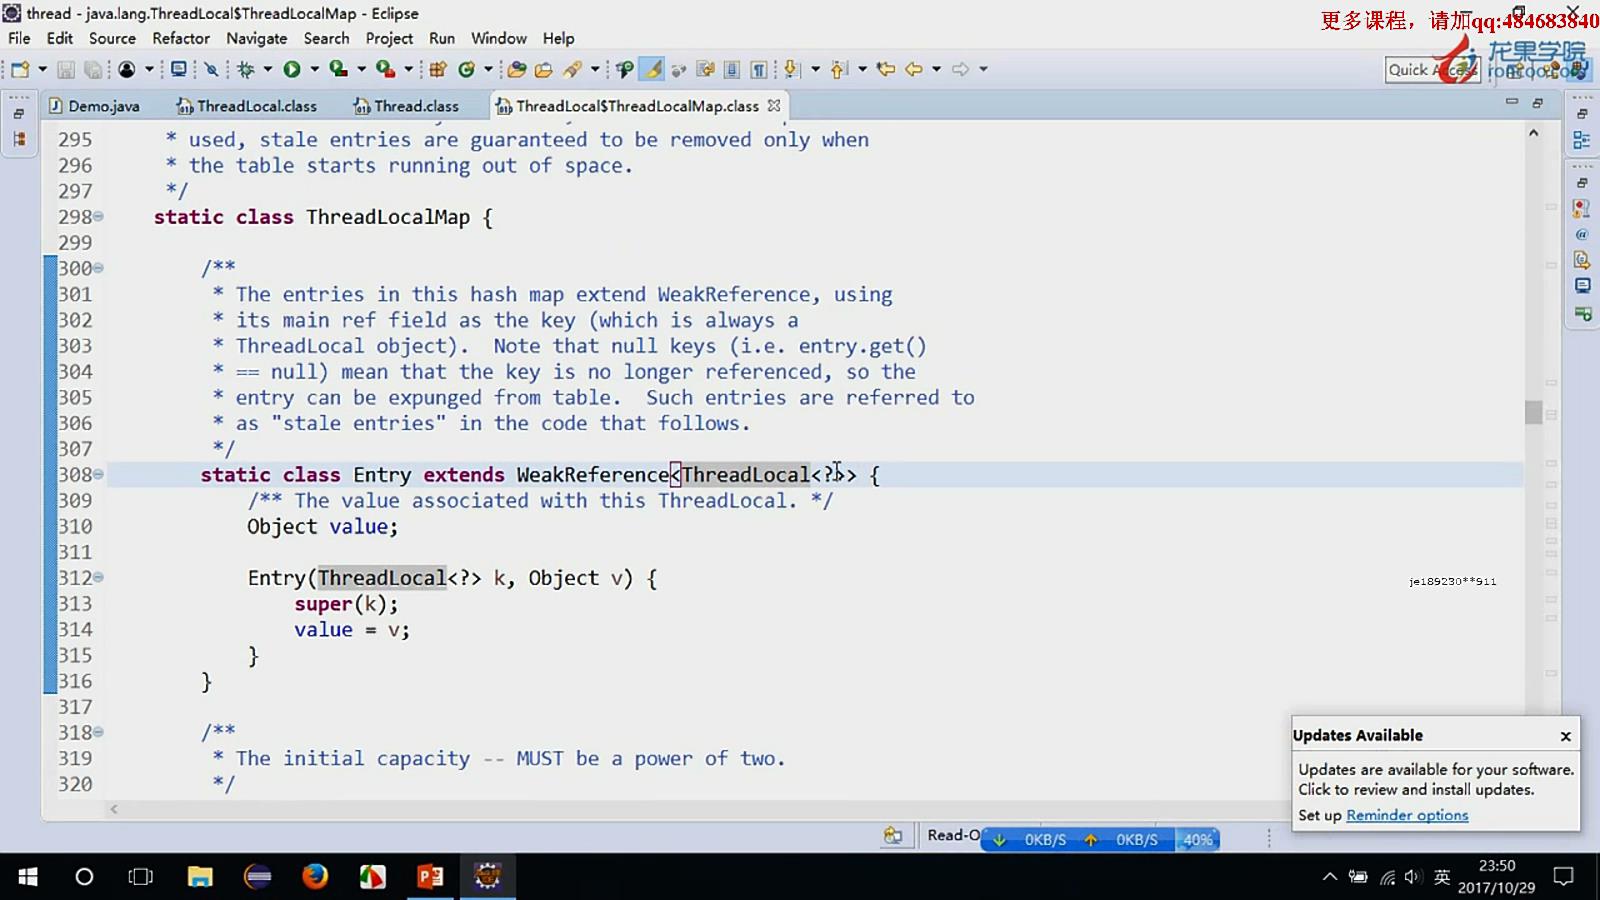 thread - java.lang.ThreadLocal$ThreadLocalMap - Eclipse
更多课程，请加qq:484683840
File Edit Source Refactor Navigate Search Project Run Window Help
龙果学院
Quick
Demo.java ThreadLocal.class Thread.class ThreadLocal$ThreadLocalMap.class
295 * used, stale entries are guaranteed to be removed only when
296 * the table starts running out of space.
297 */
298 static class ThreadLocalMap {
299
300 /**
301 * The entries in this hash map extend WeakReference, using
302 * its main ref field as the key (which is always a
303 * ThreadLocal object).  Note that null keys (i.e. entry.get()
304 * == null) mean that the key is no longer referenced, so the
305 * entry can be expunged from table.  Such entries are referred to
306 * as "stale entries" in the code that follows.
307 */
308 static class Entry extends WeakReference<ThreadLocal<?>> {
309 /** The value associated with this ThreadLocal. */
310 Object value;
311
312 Entry(ThreadLocal<?> k, Object v) {
313 super(k);
314 value = v;
315 }
316 }
317
318 /**
319 * The initial capacity -- MUST be a power of two.
320 */
je189230**911
Updates Available
Updates are available for your software.
Click to review and install updates.
Set up Reminder options
Read-O
0KB/S 0KB/S 40%
英
23:50
2017/10/29